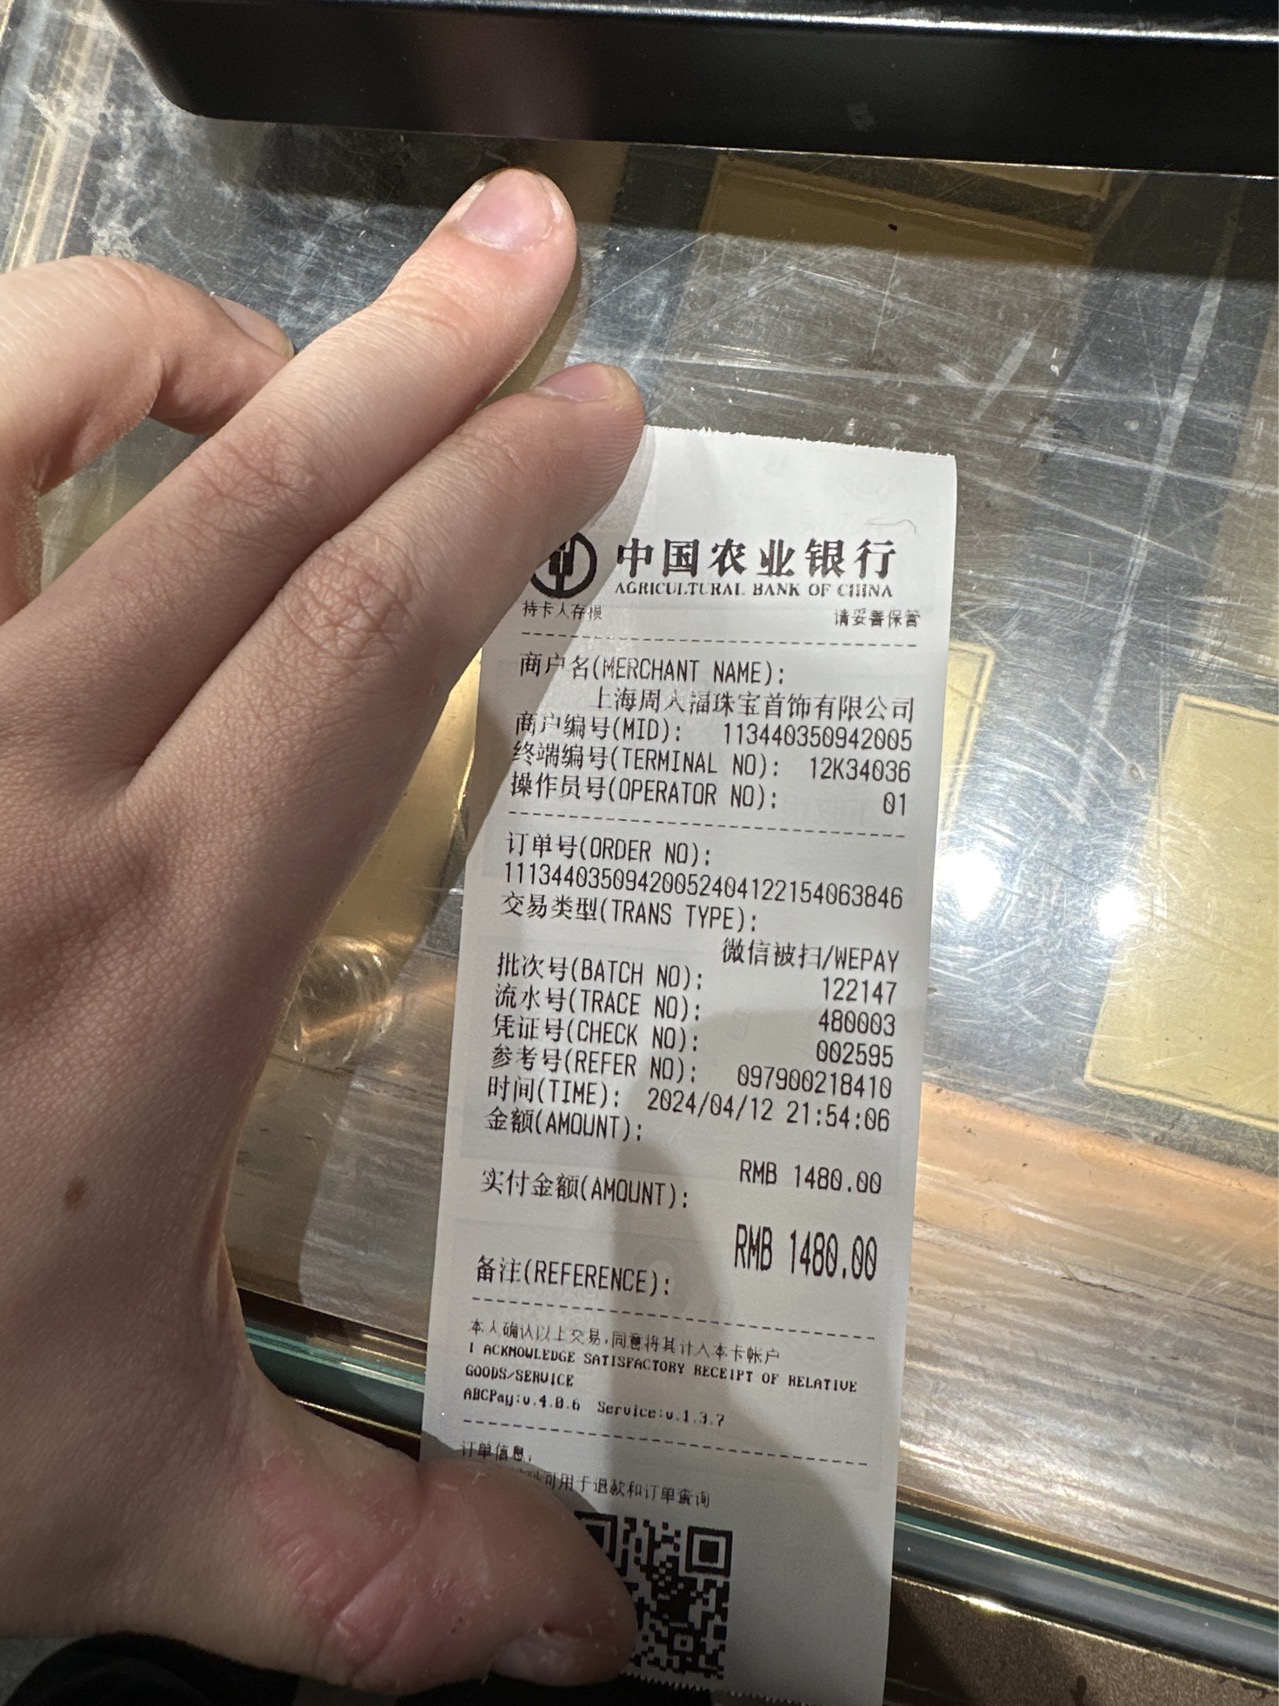 中国农业银行
AGRICULTURAL BANK OF CHINA
持卡人存根 请妥善保管
商户名(MERCHANT NAME):
上海周大福珠宝首饰有限公司
商户编号(MID): 113440350942005
终端编号(TERMINAL NO): 12K34036
操作员号(OPERATOR NO): 01
订单号(ORDER NO):
11134403509420052404122154063846
交易类型(TRANS TYPE):
微信被扫/WEPAY
批次号(BATCH NO): 122147
流水号(TRACE NO): 480003
凭证号(CHECK NO): 002595
参考号(REFER NO): 097900218410
时间(TIME): 2024/04/12 21:54:06
金额(AMOUNT):
RMB 1480.00
实付金额(AMOUNT):
RMB 1480.00
备注(REFERENCE):
本人确认以上交易,同意将其计入本卡帐户
I ACKNOWLEDGE SATISFACTORY RECEIPT OF RELATIVE
GOODS/SERVICE
ABCPay:v.4.0.6 Service:v.1.3.7
订单信息:
可用于退款和订单查询